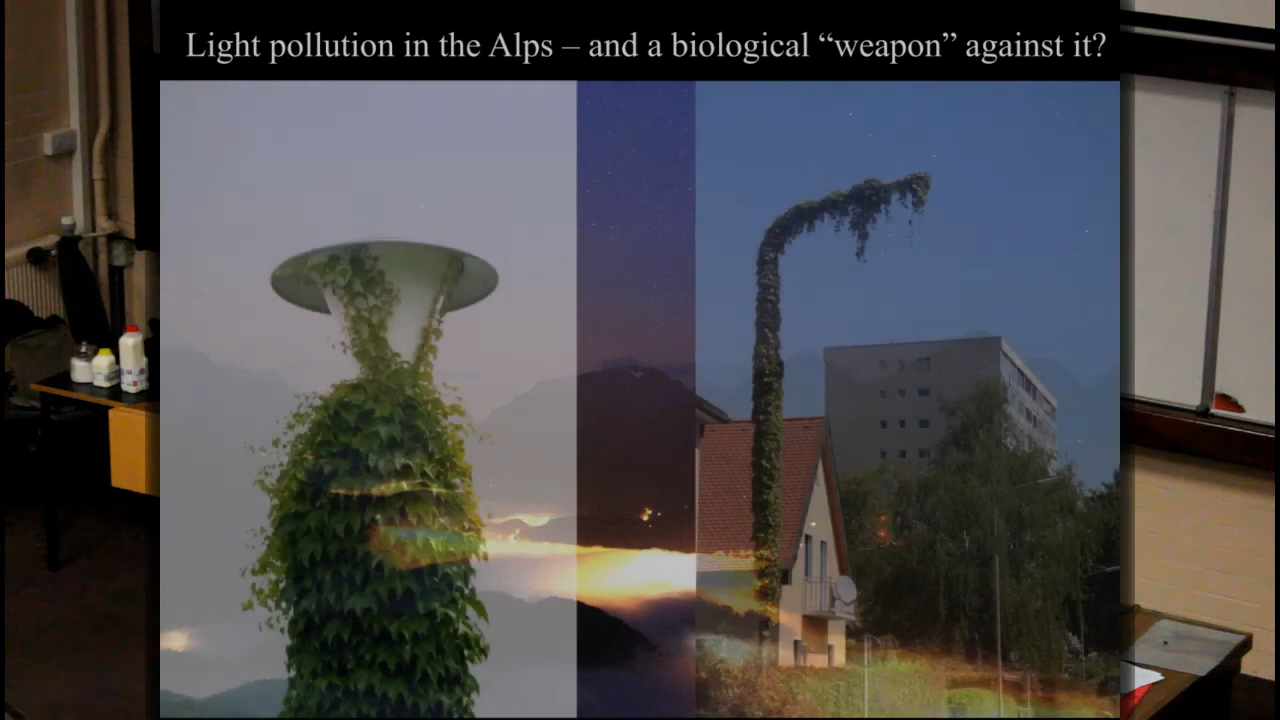 Light pollution in the Alps – and a biological “weapon” against it?